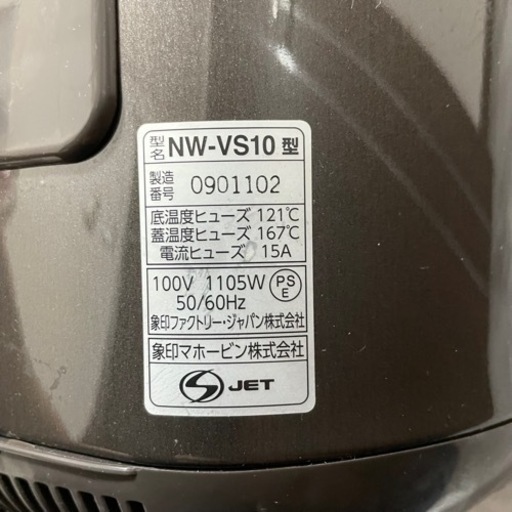 型名 NW-VS10 型
製造番号 0901102
底温度ヒューズ 121℃
蓋温度ヒューズ 167℃
電流ヒューズ 15A
100V 1105W PSE
50/60Hz
象印ファクトリー・ジャパン株式会社
象印マホービン株式会社
S JET